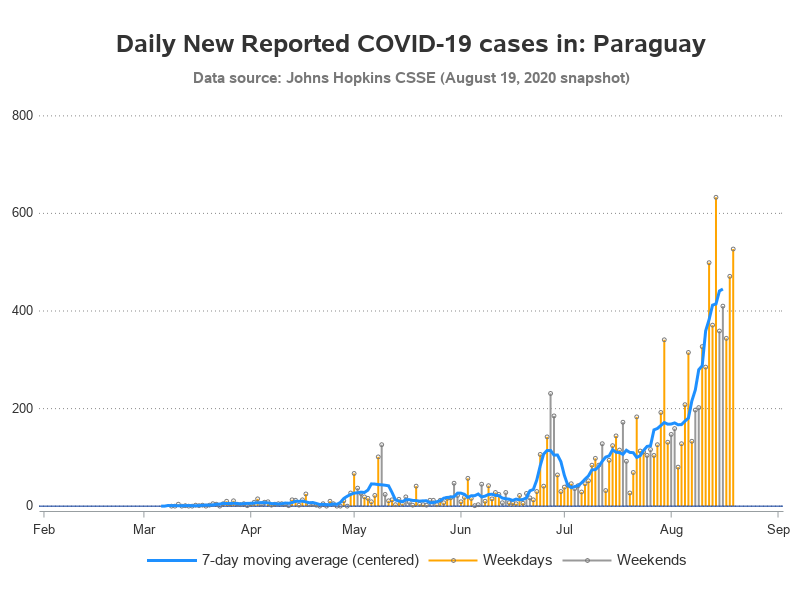 Daily New Reported COVID-19 cases in: Paraguay
Data source: Johns Hopkins CSSE (August 19, 2020 snapshot)
800
600
400
200
0
Feb Mar Apr May Jun Jul Aug Sep
7-day moving average (centered) Weekdays Weekends